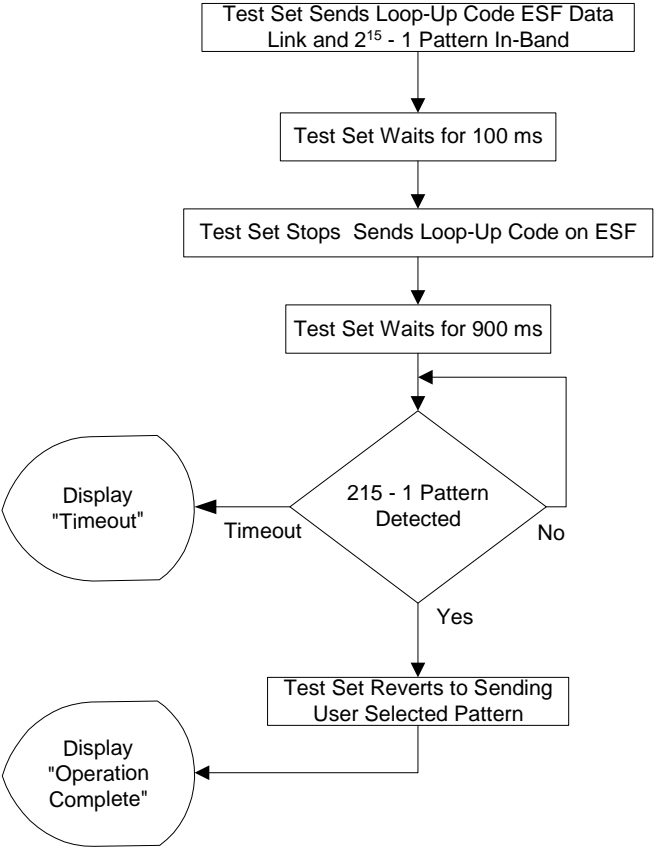 Test Set Sends Loop-Up Code ESF Data
Link and 2¹⁵ - 1 Pattern In-Band
Test Set Waits for 100 ms
Test Set Stops  Sends Loop-Up Code on ESF
Test Set Waits for 900 ms
215 - 1 Pattern
Detected
Display
"Timeout"
Timeout
No
Yes
Test Set Reverts to Sending
User Selected Pattern
Display
"Operation
Complete"